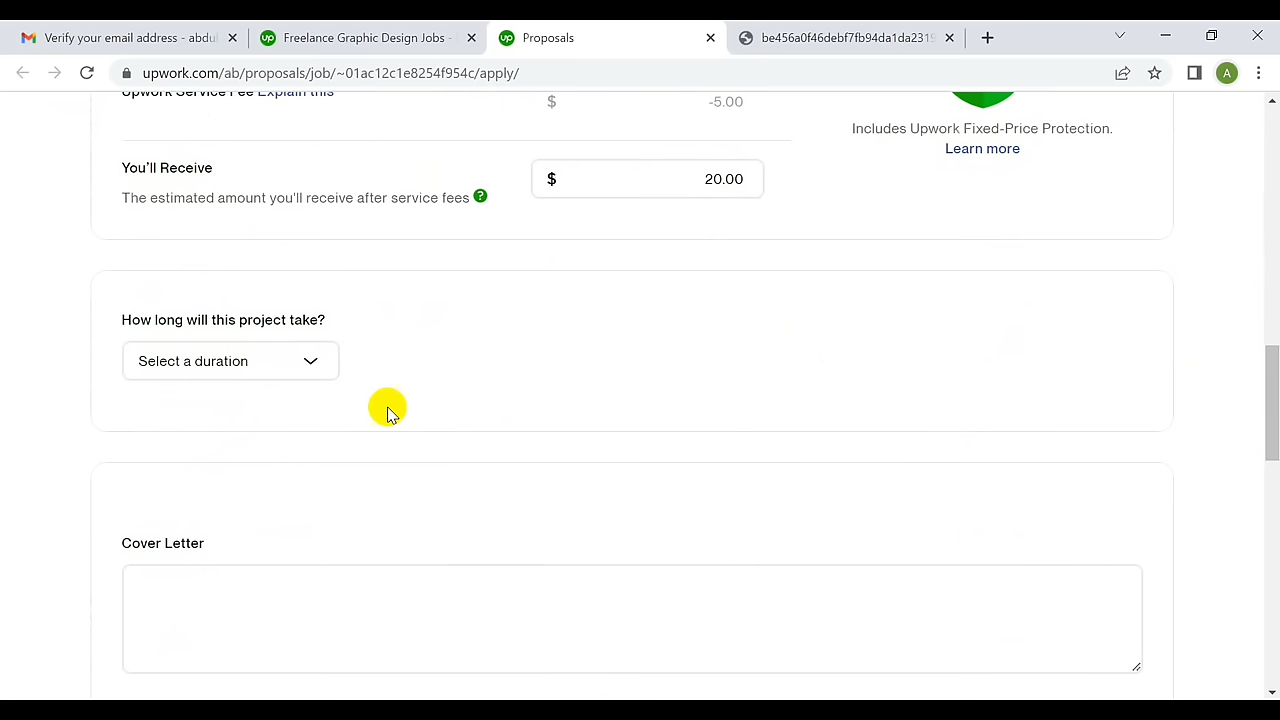 Verify your email address - abdul
Freelance Graphic Design Jobs -
up
Proposals
be456a0f46debf7fb94da1da2319
upwork.com/ab/proposals/job/~01ac12c1e8254f954c/apply/
A
Upwork Service Fee Explain this
$ -5.00
Includes Upwork Fixed-Price Protection.
Learn more
You'll Receive
$ 20.00
The estimated amount you'll receive after service fees ?
How long will this project take?
Select a duration
Cover Letter